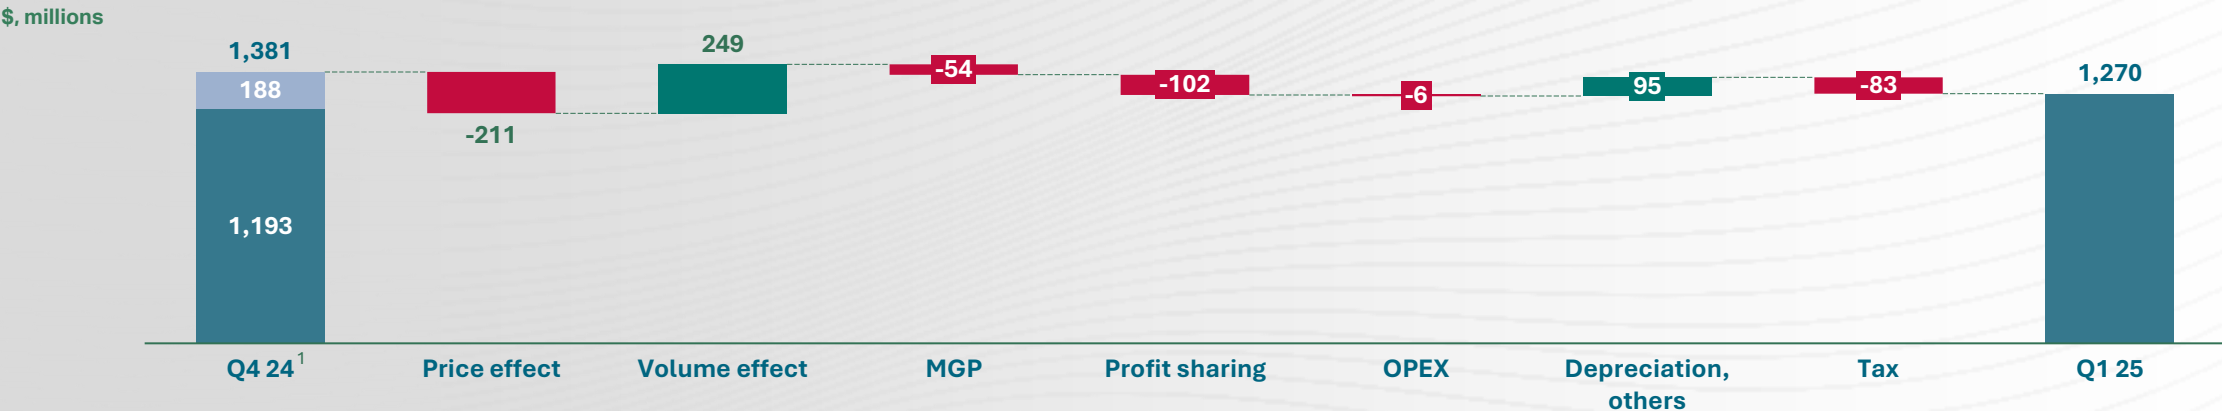 $, millions
1,381
188
1,193
-211
249
-54
-102
-6
95
-83
1,270
Q4 24 1
Price effect
Volume effect
MGP
Profit sharing
OPEX
Depreciation,
others
Tax
Q1 25